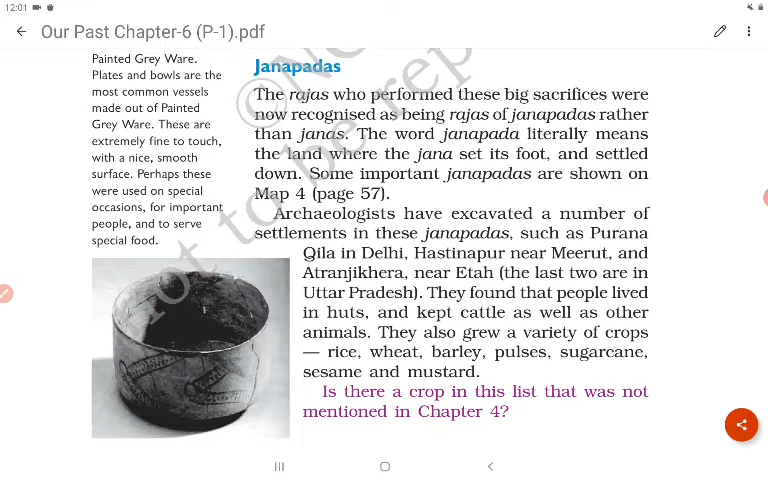 12:01
Our Past Chapter-6 (P-1).pdf
Painted Grey Ware.
Plates and bowls are the
most common vessels
made out of Painted
Grey Ware. These are
extremely fine to touch,
with a nice, smooth
surface. Perhaps these
were used on special
occasions, for important
people, and to serve
special food.
Janapadas
The rajas who performed these big sacrifices were
now recognised as being rajas of janapadas rather
than janas. The word janapada literally means
the land where the jana set its foot, and settled
down. Some important janapadas are shown on
Map 4 (page 57).
Archaeologists have excavated a number of
settlements in these janapadas, such as Purana
Qila in Delhi, Hastinapur near Meerut, and
Atranjikhera, near Etah (the last two are in
Uttar Pradesh). They found that people lived
in huts, and kept cattle as well as other
animals. They also grew a variety of crops
— rice, wheat, barley, pulses, sugarcane,
sesame and mustard.
Is there a crop in this list that was not
mentioned in Chapter 4?
not to be rep